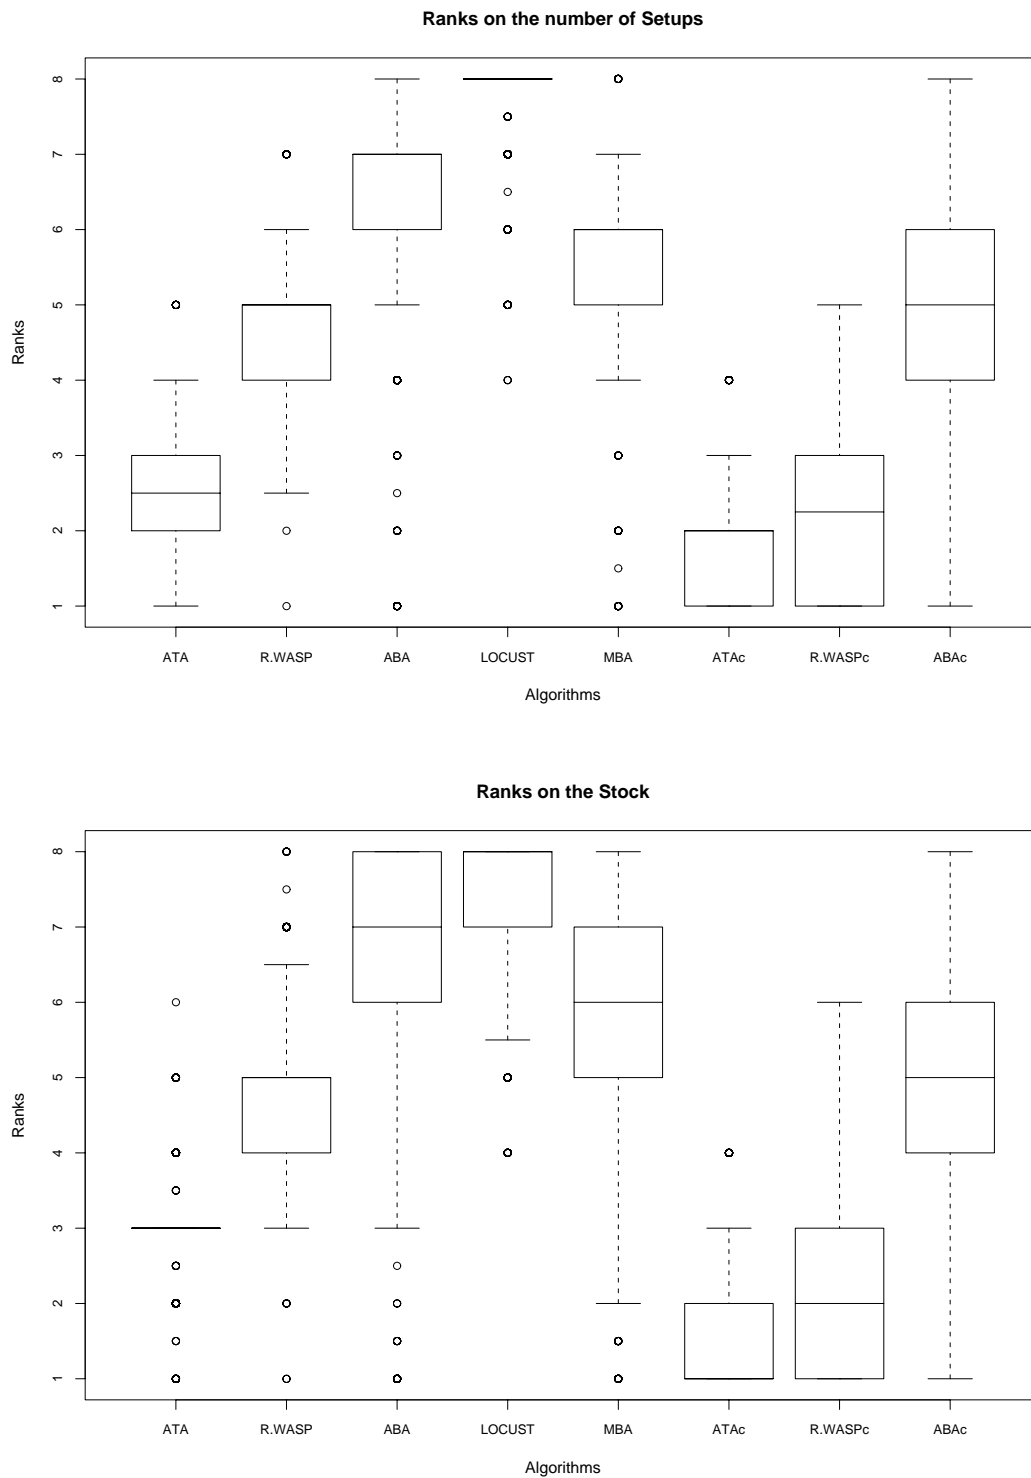 Ranks on the number of Setups
8
7
6
5
4
3
2
1
Ranks
ATA R.WASP ABA LOCUST MBA ATAc R.WASPc ABAc
Algorithms
Ranks on the Stock
8
7
6
5
4
3
2
1
Ranks
ATA R.WASP ABA LOCUST MBA ATAc R.WASPc ABAc
Algorithms